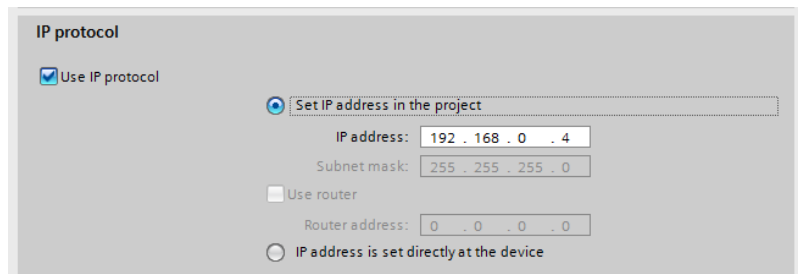 IP protocol
Use IP protocol
Set IP address in the project
IP address: 192 . 168 . 0 . 4
Subnet mask: 255 . 255 . 255 . 0
Use router
Router address: 0 . 0 . 0 . 0
IP address is set directly at the device